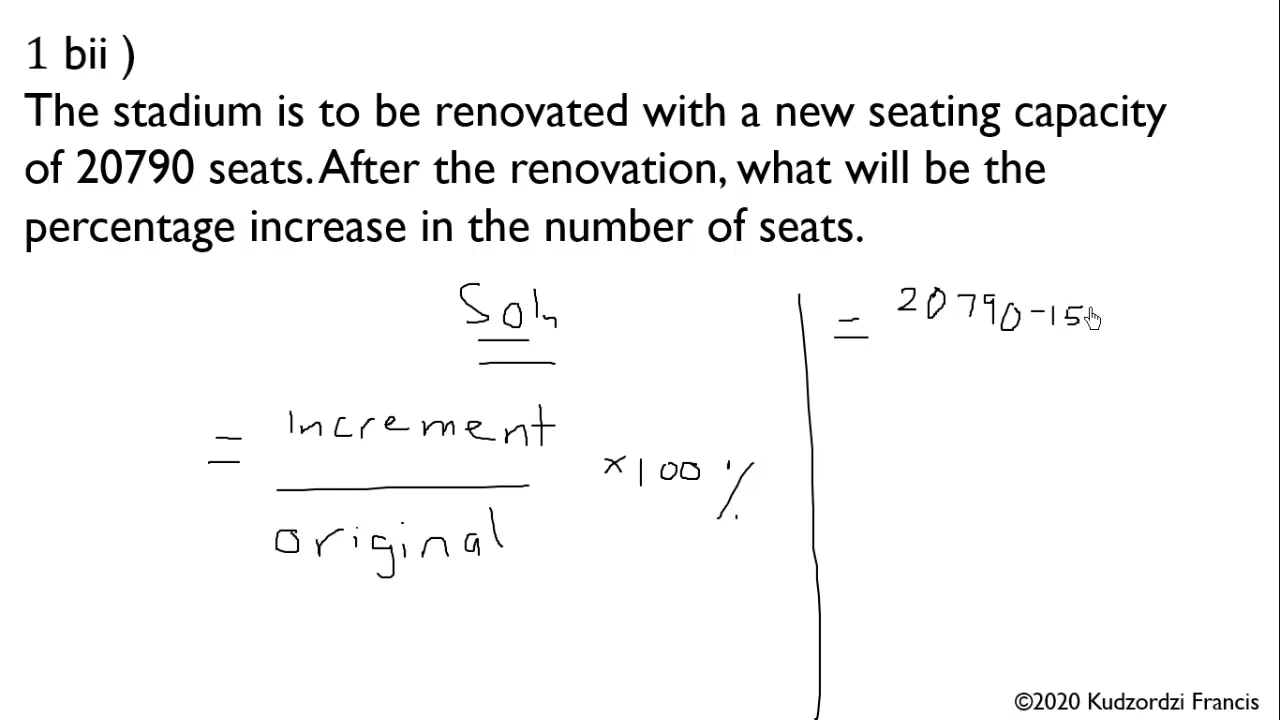 1 bii )
The stadium is to be renovated with a new seating capacity
of 20790 seats. After the renovation, what will be the
percentage increase in the number of seats.
Soln
= increment / original ×100 %
= 20790-15
©2020 Kudzordzi Francis